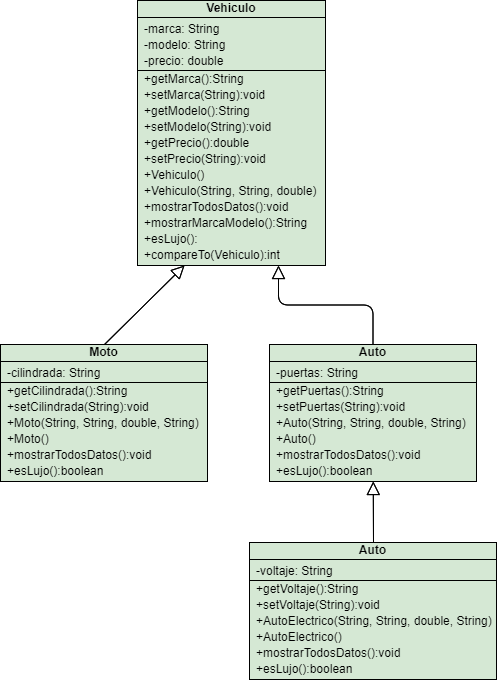 Vehiculo
-marca: String
-modelo: String
-precio: double
+getMarca():String
+setMarca(String):void
+getModelo():String
+setModelo(String):void
+getPrecio():double
+setPrecio(String):void
+Vehiculo()
+Vehiculo(String, String, double)
+mostrarTodosDatos():void
+mostrarMarcaModelo():String
+esLujo():
+compareTo(Vehiculo):int
Moto
-cilindrada: String
+getCilindrada():String
+setCilindrada(String):void
+Moto(String, String, double, String)
+Moto()
+mostrarTodosDatos():void
+esLujo():boolean
Auto
-puertas: String
+getPuertas():String
+setPuertas(String):void
+Auto(String, String, double, String)
+Auto()
+mostrarTodosDatos():void
+esLujo():boolean
Auto
-voltaje: String
+getVoltaje():String
+setVoltaje(String):void
+AutoElectrico(String, String, double, String)
+AutoElectrico()
+mostrarTodosDatos():void
+esLujo():boolean